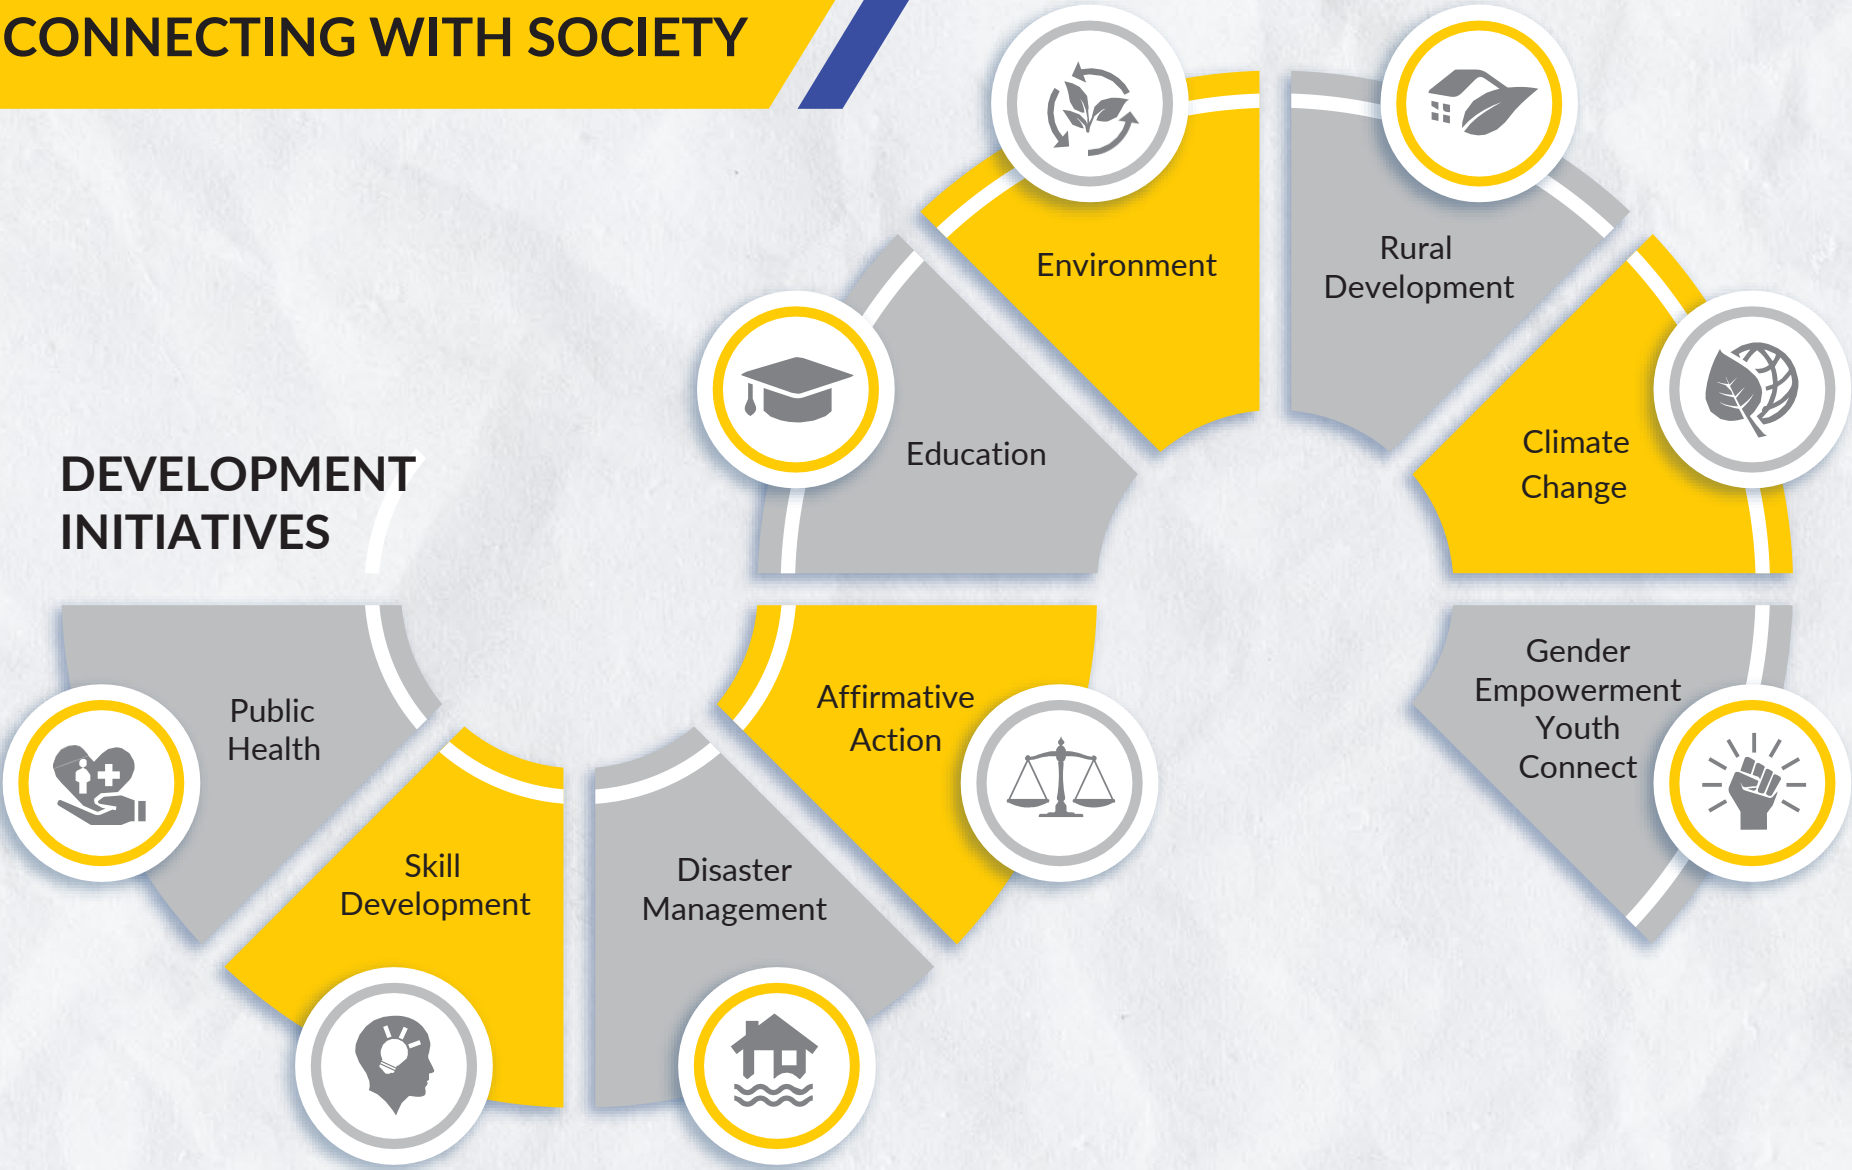 CONNECTING WITH SOCIETY
DEVELOPMENT
INITIATIVES
Public
Health
Skill
Development
Disaster
Management
Affirmative
Action
Education
Environment
Rural
Development
Climate
Change
Gender
Empowerment
Youth
Connect